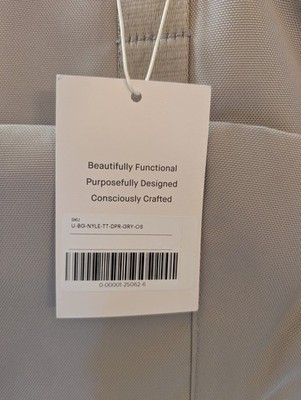 Beautifully Functional
Purposefully Designed
Consciously Crafted
SKU
U-BG-NYLE-TT-DPR-GRY-OS
0-00001-25062-6